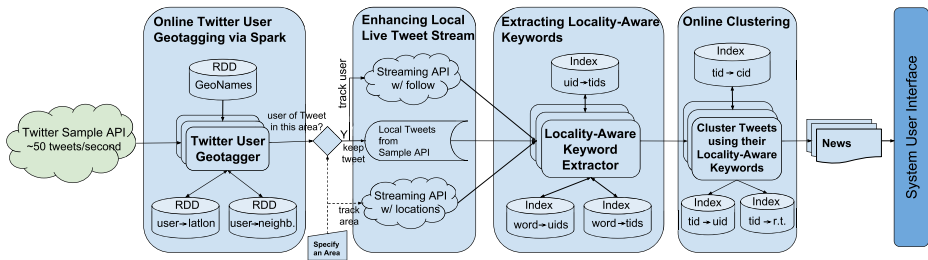 Online Twitter User
Geotagging via Spark
Enhancing Local
Live Tweet Stream
Extracting Locality-Aware
Keywords
Online Clustering
System User Interface
Twitter Sample API
~50 tweets/second
RDD
GeoNames
Twitter User
Geotagger
RDD
user→latlon
RDD
user→neighb.
user of Tweet
in this area?
Y
track user
keep
tweet
track
area
Specify
an Area
Streaming API
w/ follow
Local Tweets
from
Sample API
Streaming API
w/ locations
Index
uid→tids
Locality-Aware
Keyword
Extractor
Index
word→uids
Index
word→tids
Index
tid→cid
Cluster Tweets
using their
Locality-Aware
Keywords
Index
tid→uid
Index
tid→r.t.
News